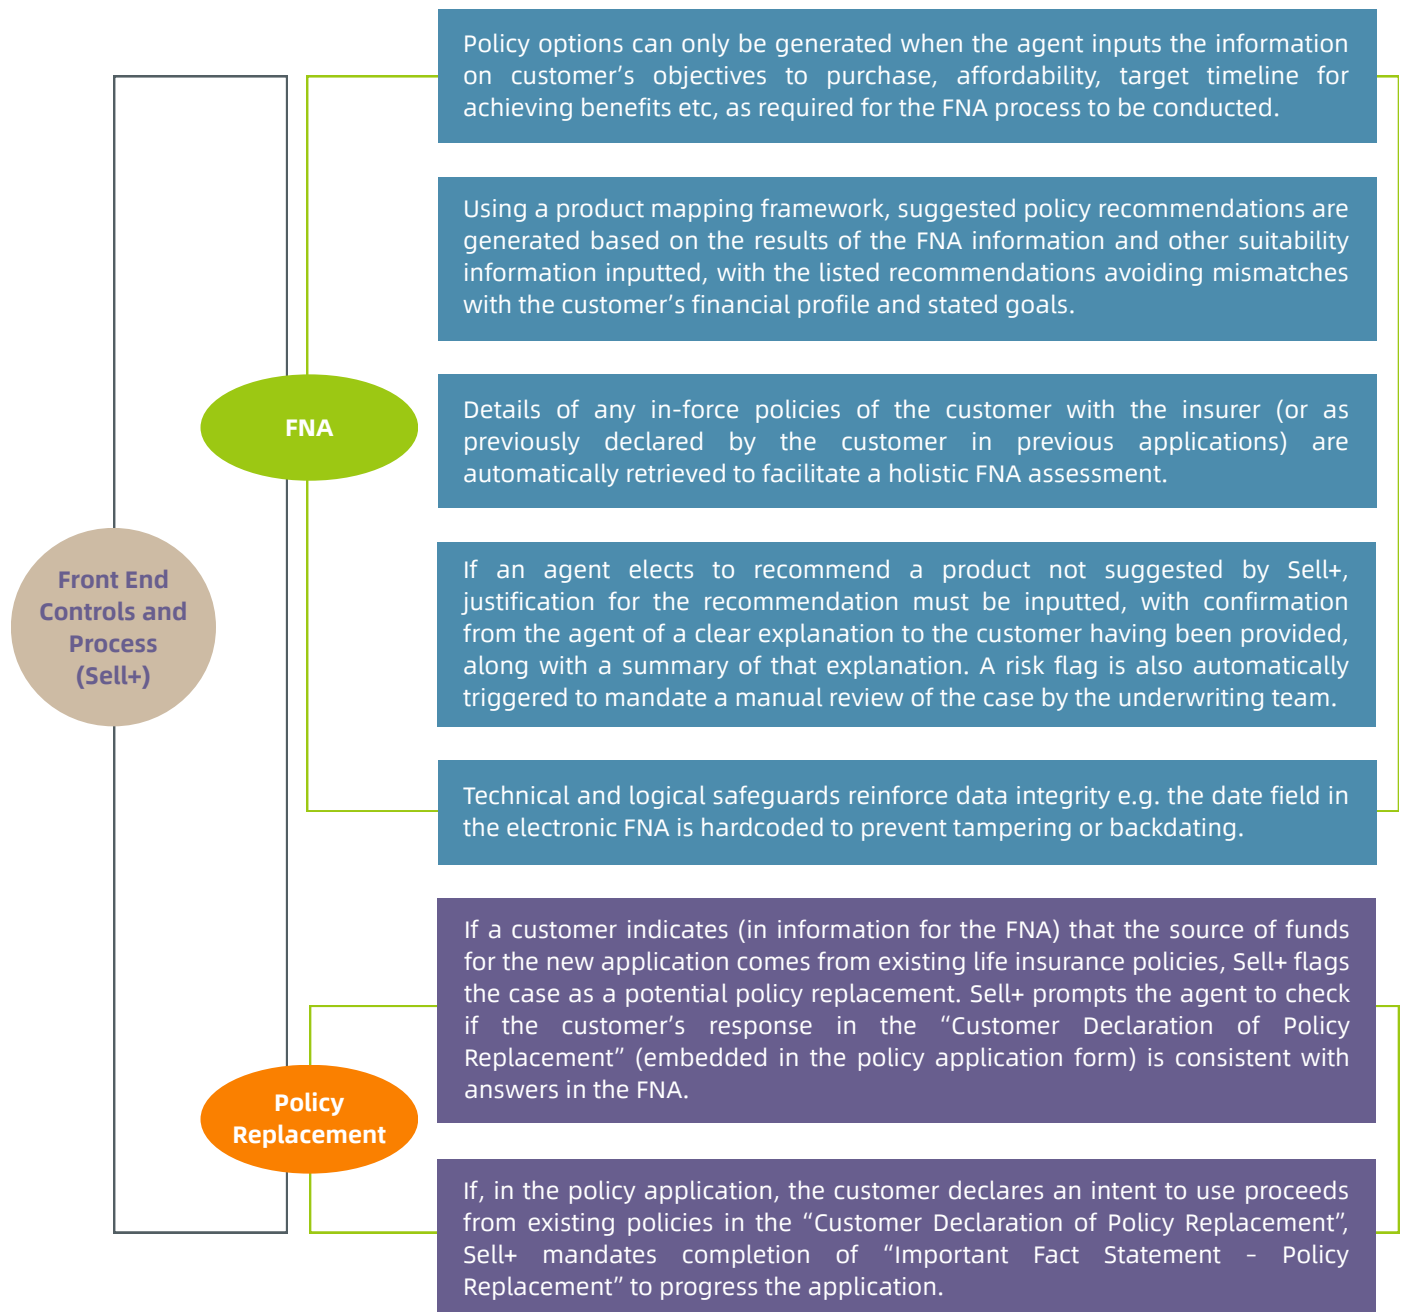 Policy options can only be generated when the agent inputs the information
on customer's objectives to purchase, affordability, target timeline for
achieving benefits etc, as required for the FNA process to be conducted.
Using a product mapping framework, suggested policy recommendations are
generated based on the results of the FNA information and other suitability
information inputted, with the listed recommendations avoiding mismatches
with the customer's financial profile and stated goals.
FNA
Details of any in-force policies of the customer with the insurer (or as
previously declared by the customer in previous applications) are
automatically retrieved to facilitate a holistic FNA assessment.
Front End
Controls and
Process
(Sell+)
If an agent elects to recommend a product not suggested by Sell+,
justification for the recommendation must be inputted, with confirmation
from the agent of a clear explanation to the customer having been provided,
along with a summary of that explanation. A risk flag is also automatically
triggered to mandate a manual review of the case by the underwriting team.
Technical and logical safeguards reinforce data integrity e.g. the date field in
the electronic FNA is hardcoded to prevent tampering or backdating.
If a customer indicates (in information for the FNA) that the source of funds
for the new application comes from existing life insurance policies, Sell+ flags
the case as a potential policy replacement. Sell+ prompts the agent to check
if the customer's response in the “Customer Declaration of Policy
Replacement” (embedded in the policy application form) is consistent with
answers in the FNA.
Policy
Replacement
If, in the policy application, the customer declares an intent to use proceeds
from existing policies in the “Customer Declaration of Policy Replacement”,
Sell+ mandates completion of “Important Fact Statement – Policy
Replacement” to progress the application.